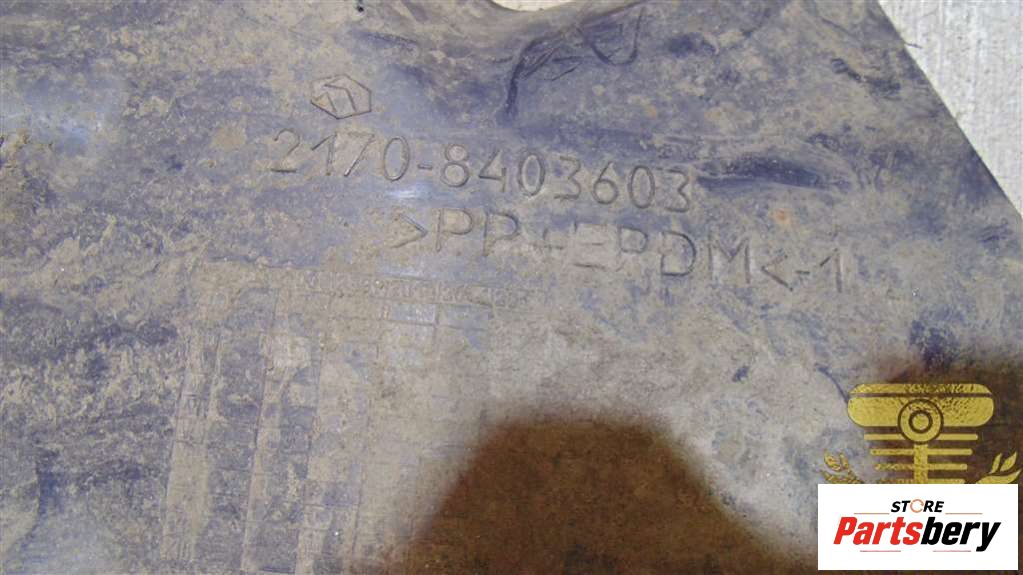 2170-8403603
>PP+EPDM<-1
STORE
Partsbery